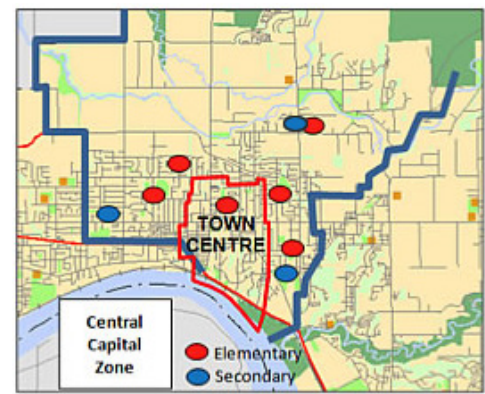 TOWN
CENTRE
Central
Capital
Zone
Elementary
Secondary